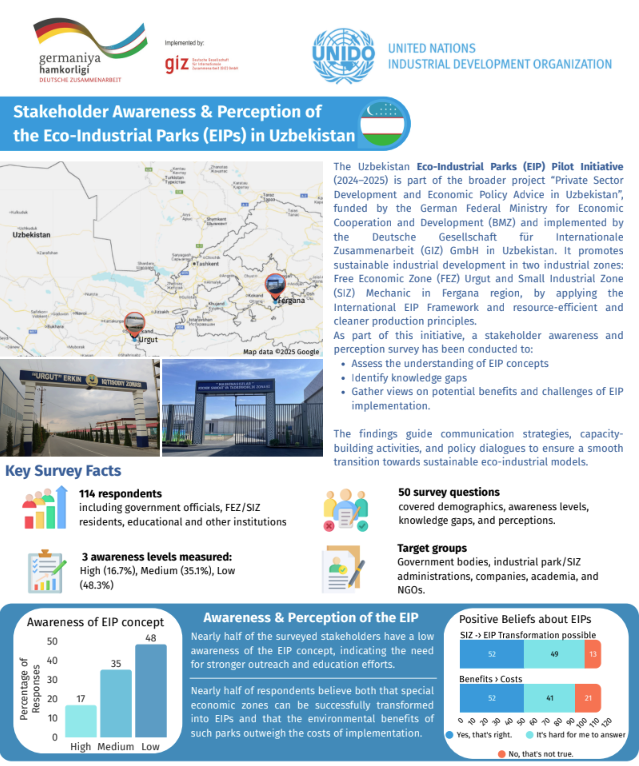 germaniya
hamkorligi
DEUTSCHE ZUSAMMENARBEIT
Implemented by:
giz Deutsche Gesellschaft
für Internationale
Zusammenarbeit (GIZ) GmbH
UNIDO
UNITED NATIONS
INDUSTRIAL DEVELOPMENT ORGANIZATION
Stakeholder Awareness & Perception of
the Eco-Industrial Parks (EIPs) in Uzbekistan
Uzbekistan
Tashkent
Fergana
Urgut
Map data ©2025 Google
"URGUT" ERKIN IQTISODIY ZONASI
The Uzbekistan Eco-Industrial Parks (EIP) Pilot Initiative
(2024–2025) is part of the broader project "Private Sector
Development and Economic Policy Advice in Uzbekistan",
funded by the German Federal Ministry for Economic
Cooperation and Development (BMZ) and implemented by
the Deutsche Gesellschaft für Internationale
Zusammenarbeit (GIZ) GmbH in Uzbekistan. It promotes
sustainable industrial development in two industrial zones:
Free Economic Zone (FEZ) Urgut and Small Industrial Zone
(SIZ) Mechanic in Fergana region, by applying the
International EIP Framework and resource-efficient and
cleaner production principles.
As part of this initiative, a stakeholder awareness and
perception survey has been conducted to:
• Assess the understanding of EIP concepts
• Identify knowledge gaps
• Gather views on potential benefits and challenges of EIP
implementation.
The findings guide communication strategies, capacity-
building activities, and policy dialogues to ensure a smooth
transition towards sustainable eco-industrial models.
Key Survey Facts
114 respondents
including government officials, FEZ/SIZ
residents, educational and other institutions
50 survey questions
covered demographics, awareness levels,
knowledge gaps, and perceptions.
3 awareness levels measured:
High (16.7%), Medium (35.1%), Low
(48.3%)
Target groups
Government bodies, industrial park/SIZ
administrations, companies, academia, and
NGOs.
Awareness of EIP concept
Percentage of
Responses
50
40
30
20
10
0
17
35
48
High Medium Low
Awareness & Perception of the EIP
Nearly half of the surveyed stakeholders have a low
awareness of the EIP concept, indicating the need
for stronger outreach and education efforts.
Nearly half of respondents believe both that special
economic zones can be successfully transformed
into EIPs and that the environmental benefits of
such parks outweigh the costs of implementation.
Positive Beliefs about EIPs
SIZ -> EIP Transformation possible
52 49 13
Benefits > Costs
52 41 21
0 10 20 30 40 50 60 70 80 90 100 110 120
Yes, that's right.
It's hard for me to answer
No, that's not true.